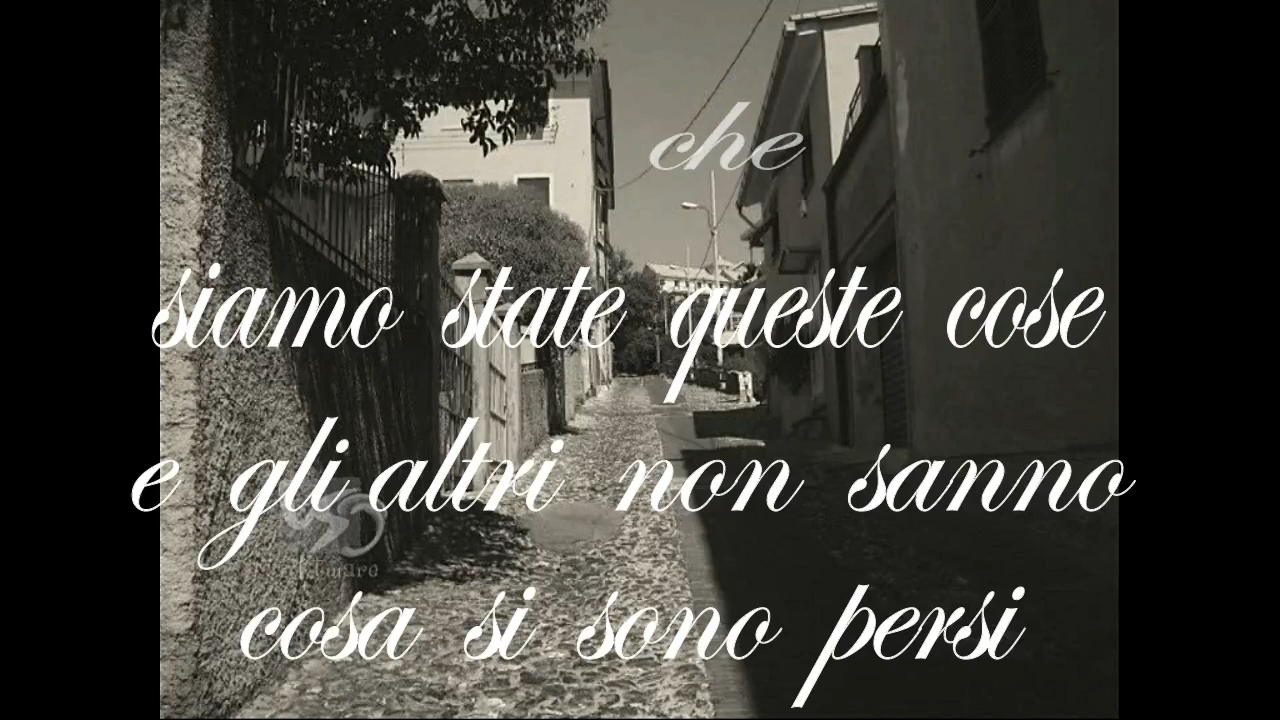 che
siamo state queste cose
e gli altri non sanno
cosa si sono persi